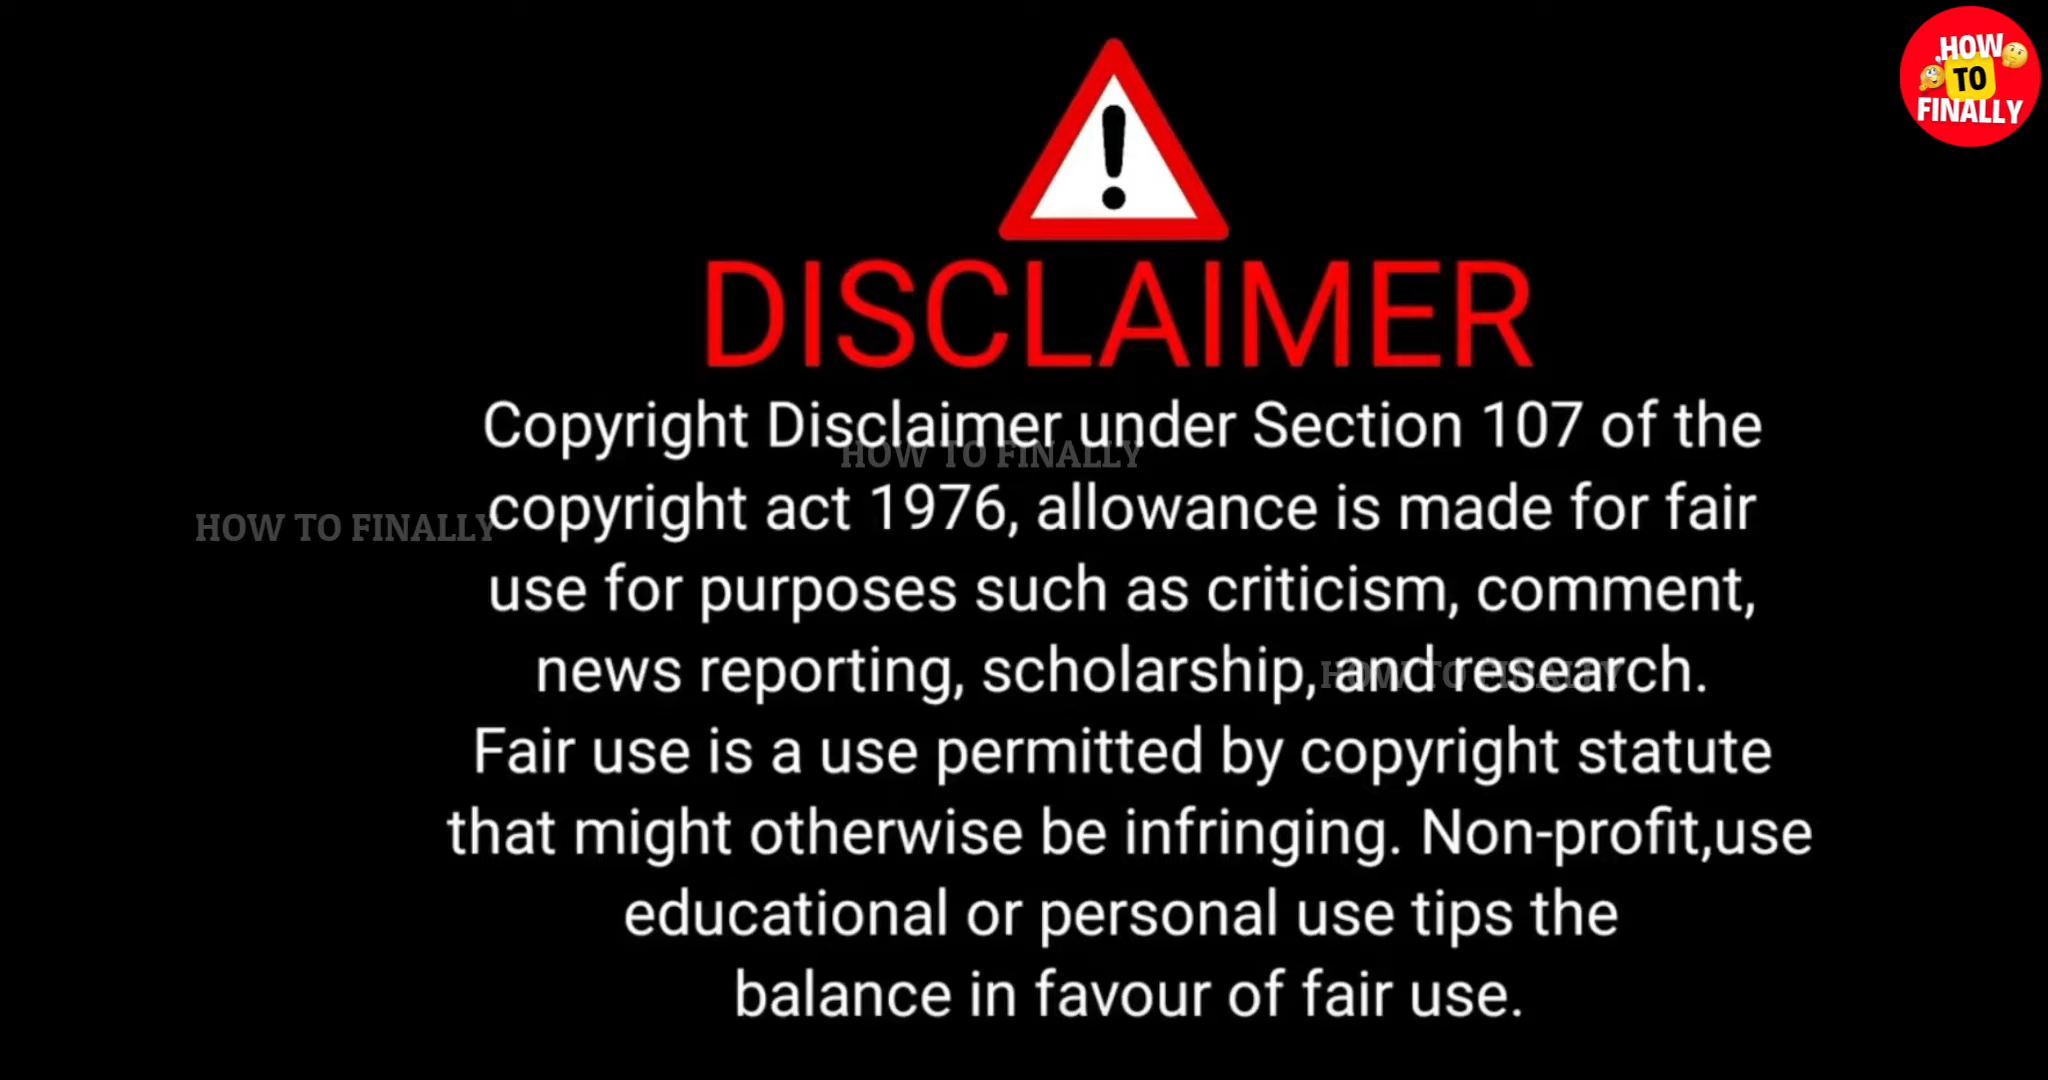 HOW
TO
FINALLY
!
DISCLAIMER
Copyright Disclaimer under Section 107 of the
HOW TO FINALLY
copyright act 1976, allowance is made for fair
HOW TO FINALLY
use for purposes such as criticism, comment,
news reporting, scholarship, and research.
HOW TO FINALLY
Fair use is a use permitted by copyright statute
that might otherwise be infringing. Non-profit,use
educational or personal use tips the
balance in favour of fair use.